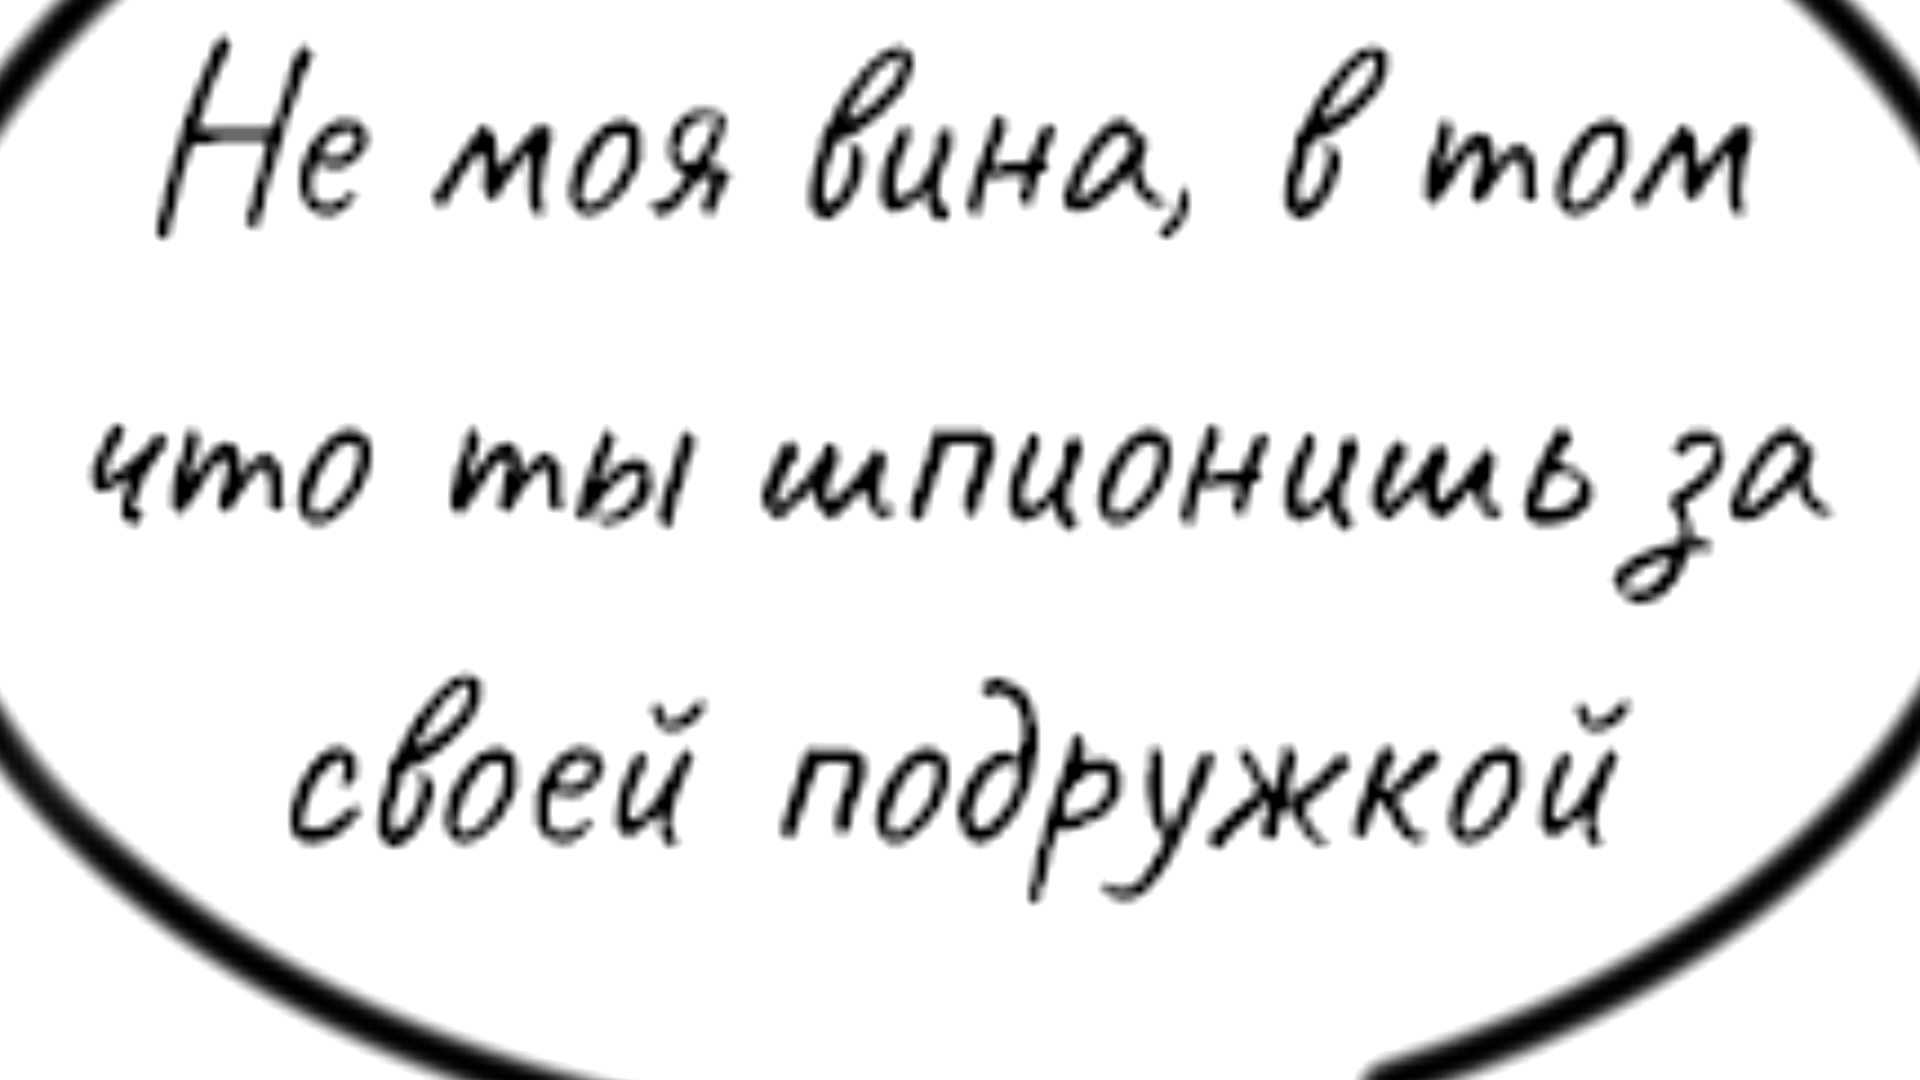 Не моя вина, в том
что ты шпионишь за
своей подружкой